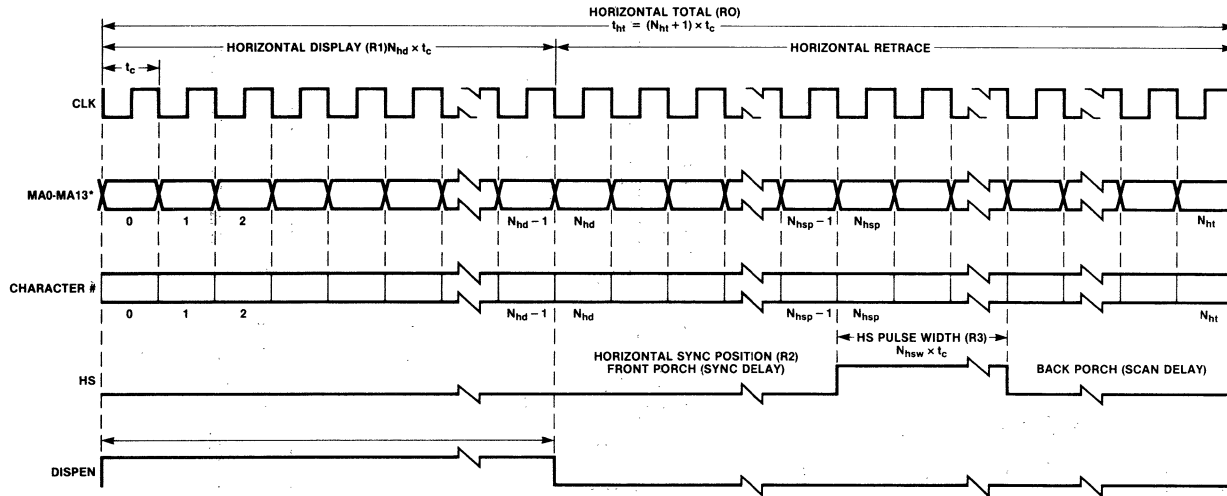 HORIZONTAL TOTAL (RO)
t_ht = (N_ht + 1) × t_c
HORIZONTAL DISPLAY (R1)N_hd × t_c
HORIZONTAL RETRACE
t_c
CLK
MA0-MA13*
0 1 2 N_hd − 1 N_hd N_hsp − 1 N_hsp N_ht
CHARACTER #
0 1 2 N_hd − 1 N_hd N_hsp − 1 N_hsp N_ht
HS PULSE WIDTH (R3)
N_hsw × t_c
HORIZONTAL SYNC POSITION (R2)
FRONT PORCH (SYNC DELAY)
BACK PORCH (SCAN DELAY)
HS
DISPEN